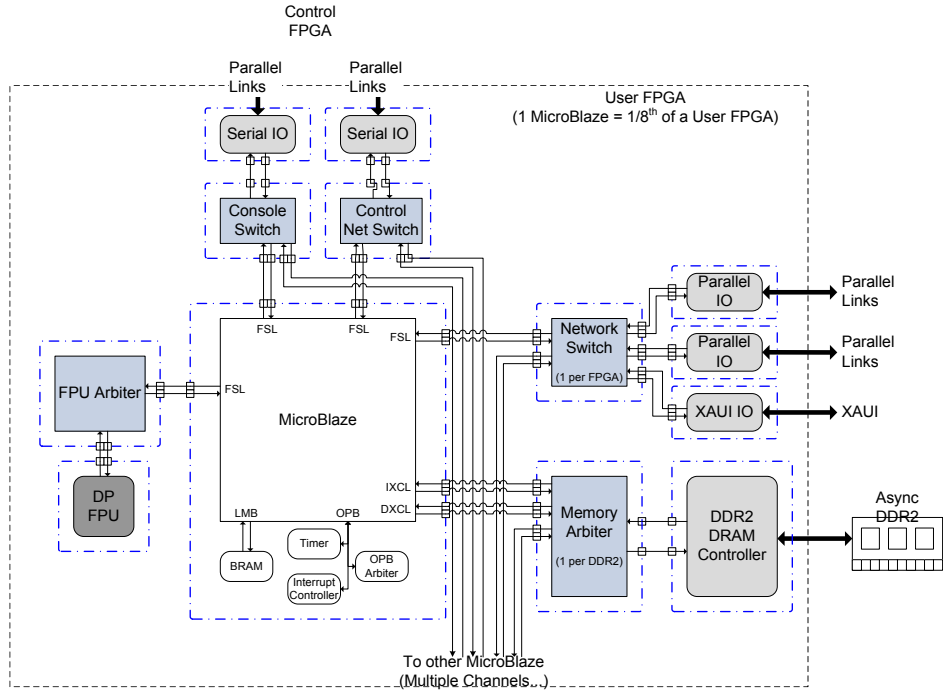 Control
FPGA
Parallel
Links
Parallel
Links
User FPGA
(1 MicroBlaze = 1/8th of a User FPGA)
Serial IO
Serial IO
Console
Switch
Control
Net Switch
Parallel
IO
Parallel
Links
FSL
FSL
FSL
Network
Switch
(1 per FPGA)
Parallel
IO
Parallel
Links
FPU Arbiter
FSL
XAUI IO
XAUI
MicroBlaze
DP
FPU
IXCL
DXCL
LMB
OPB
Memory
Arbiter
(1 per DDR2)
DDR2
DRAM
Controller
Async
DDR2
Timer
BRAM
OPB
Arbiter
Interrupt
Controller
To other MicroBlaze
(Multiple Channels...)